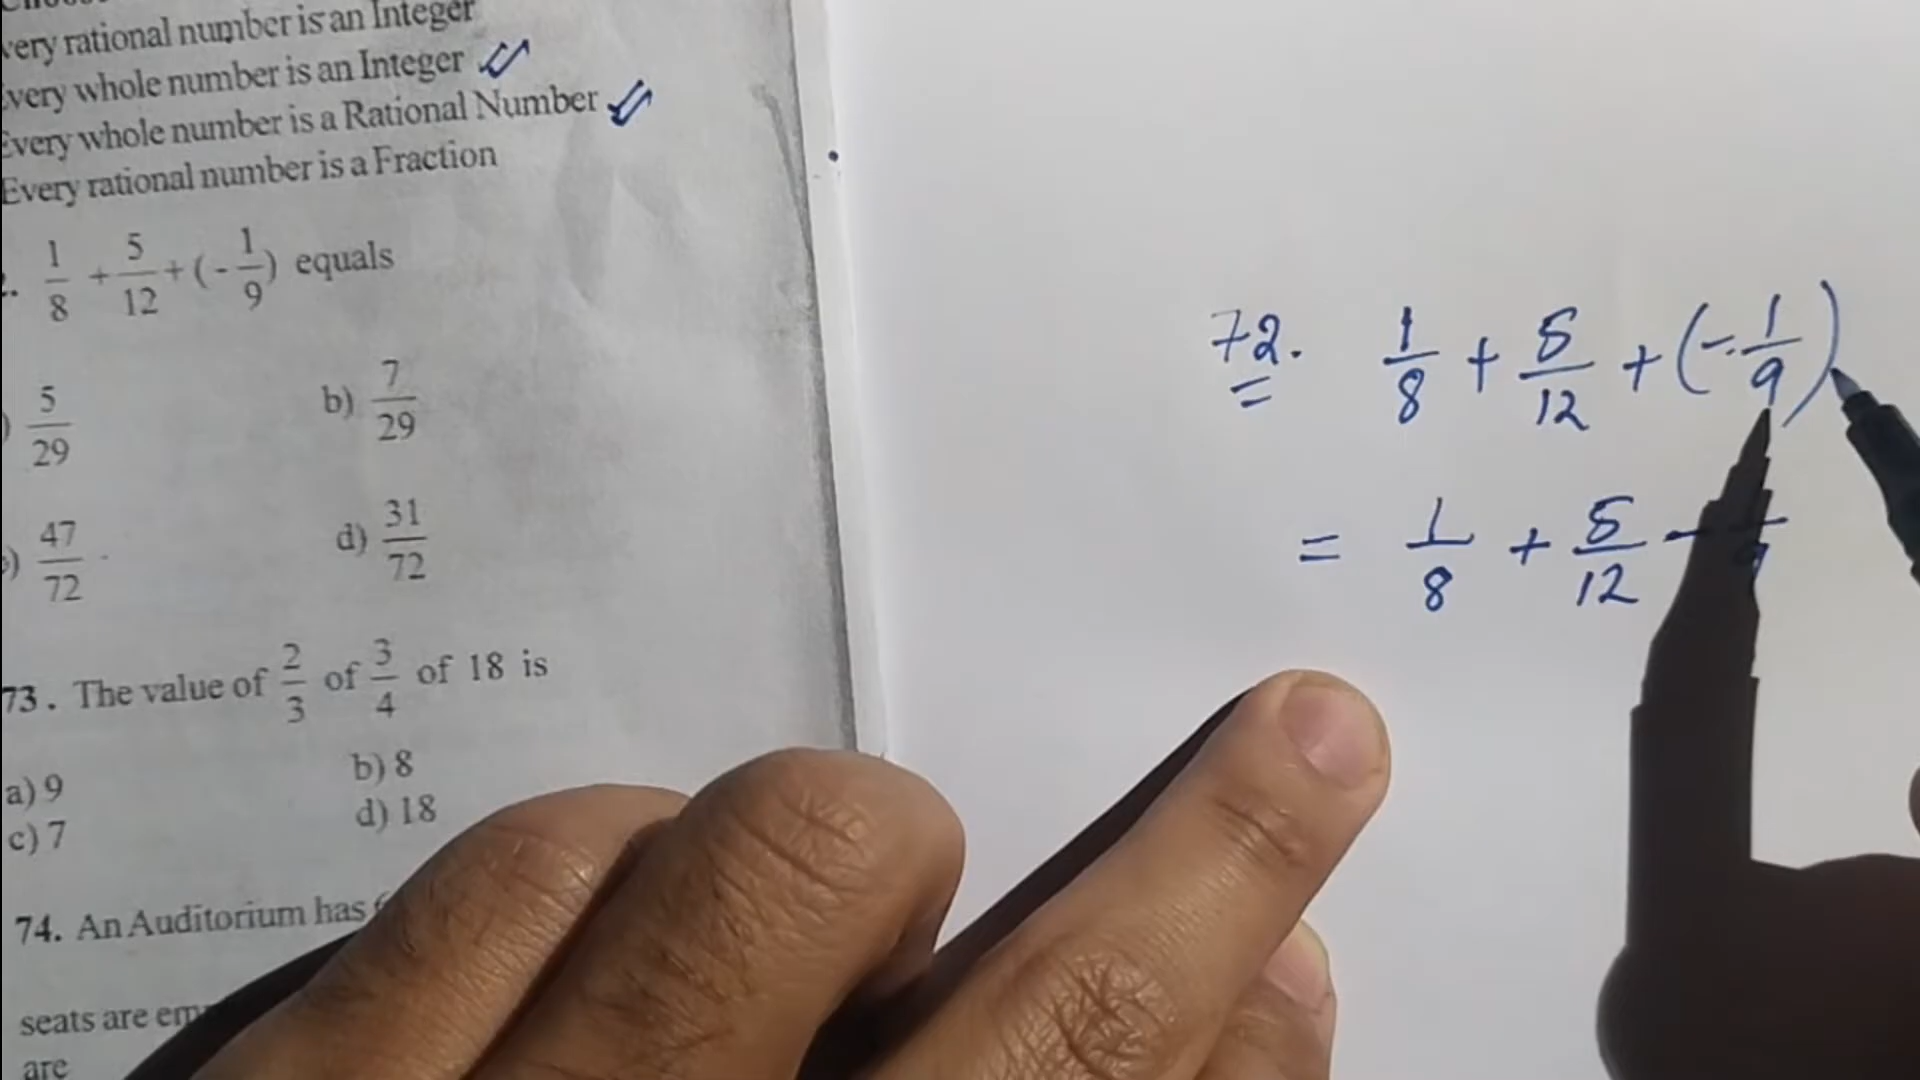 very rational number is an Integer
very whole number is an Integer
Every whole number is a Rational Number
Every rational number is a Fraction
1/8 + 5/12 + (-1/9) equals
5/29 b) 7/29
47/72 d) 31/72
73. The value of 2/3 of 3/4 of 18 is
a) 9 b) 8
c) 7 d) 18
74. An Auditorium has
seats are em
are
72. 1/8 + 5/12 + (-1/9)
= 1/8 + 5/12 -